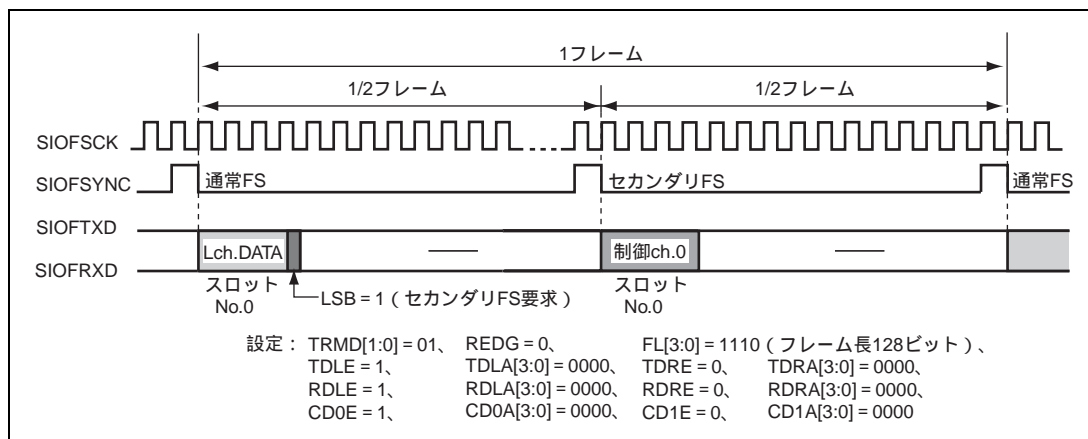 1フレーム
1/2フレーム 1/2フレーム
SIOFSCK
SIOFSYNC 通常FS セカンダリFS 通常FS
SIOFTXD
SIOFRXD
Lch.DATA 制御ch.0
スロット
No.0
LSB = 1（セカンダリFS要求）
スロット
No.0
設定： TRMD[1:0] = 01、 REDG = 0、 FL[3:0] = 1110（フレーム長128ビット）、
TDLE = 1、 TDLA[3:0] = 0000、 TDRE = 0、 TDRA[3:0] = 0000、
RDLE = 1、 RDLA[3:0] = 0000、 RDRE = 0、 RDRA[3:0] = 0000、
CD0E = 1、 CD0A[3:0] = 0000、 CD1E = 0、 CD1A[3:0] = 0000